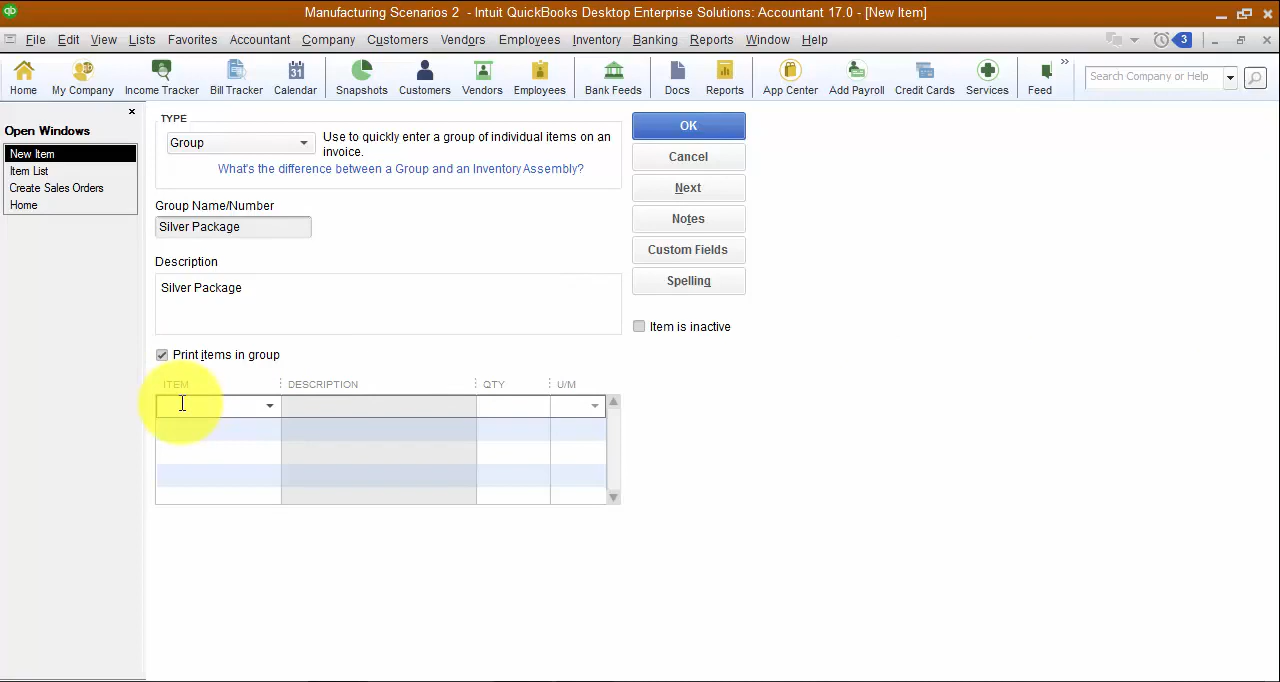 Manufacturing Scenarios 2 - Intuit QuickBooks Desktop Enterprise Solutions: Accountant 17.0 - [New Item]
File Edit View Lists Favorites Accountant Company Customers Vendors Employees Inventory Banking Reports Window Help
3
Home My Company Income Tracker Bill Tracker Calendar Snapshots Customers Vendors Employees Bank Feeds Docs Reports App Center Add Payroll Credit Cards Services Feed
Search Company or Help
Open Windows
New Item
Item List
Create Sales Orders
Home
TYPE
Group
Use to quickly enter a group of individual items on an
invoice.
What's the difference between a Group and an Inventory Assembly?
Group Name/Number
Silver Package
Description
Silver Package
Print items in group
ITEM DESCRIPTION QTY U/M
OK
Cancel
Next
Notes
Custom Fields
Spelling
Item is inactive